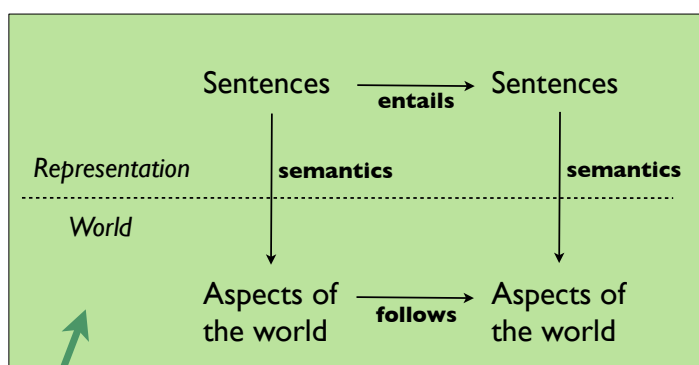 Sentences
entails
Sentences
Representation
semantics
semantics
World
Aspects of
the world
follows
Aspects of
the world